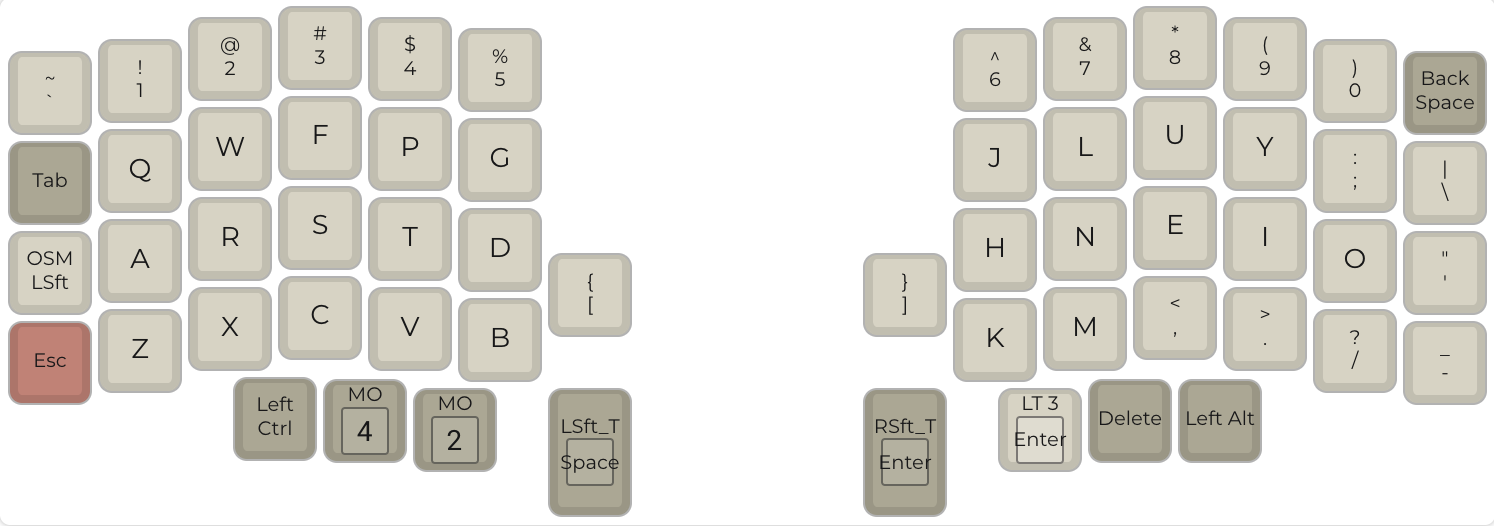 ~ ! @ # $ % ^ & * ( ) Back
` 1 2 3 4 5 6 7 8 9 0 Space
Tab Q W F P G J L U Y : |
; \
OSM A R S T D { } H N E I O "
LSft [ ] '
Esc Z X C V B K M < > ? _
, . / -
Left MO MO LSft_T RSft_T LT 3 Delete Left Alt
Ctrl 4 2 Space Enter Enter